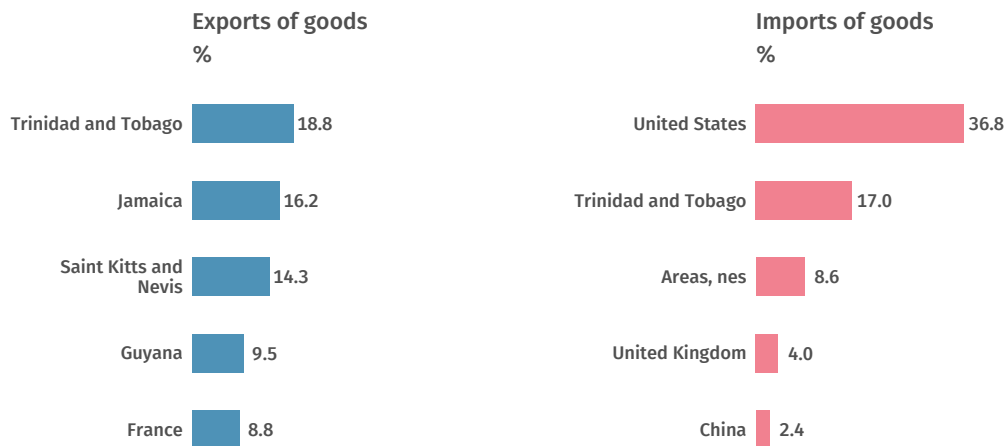 Exports of goods
%
Trinidad and Tobago 18.8
Jamaica 16.2
Saint Kitts and
Nevis 14.3
Guyana 9.5
France 8.8
Imports of goods
%
United States 36.8
Trinidad and Tobago 17.0
Areas, nes 8.6
United Kingdom 4.0
China 2.4